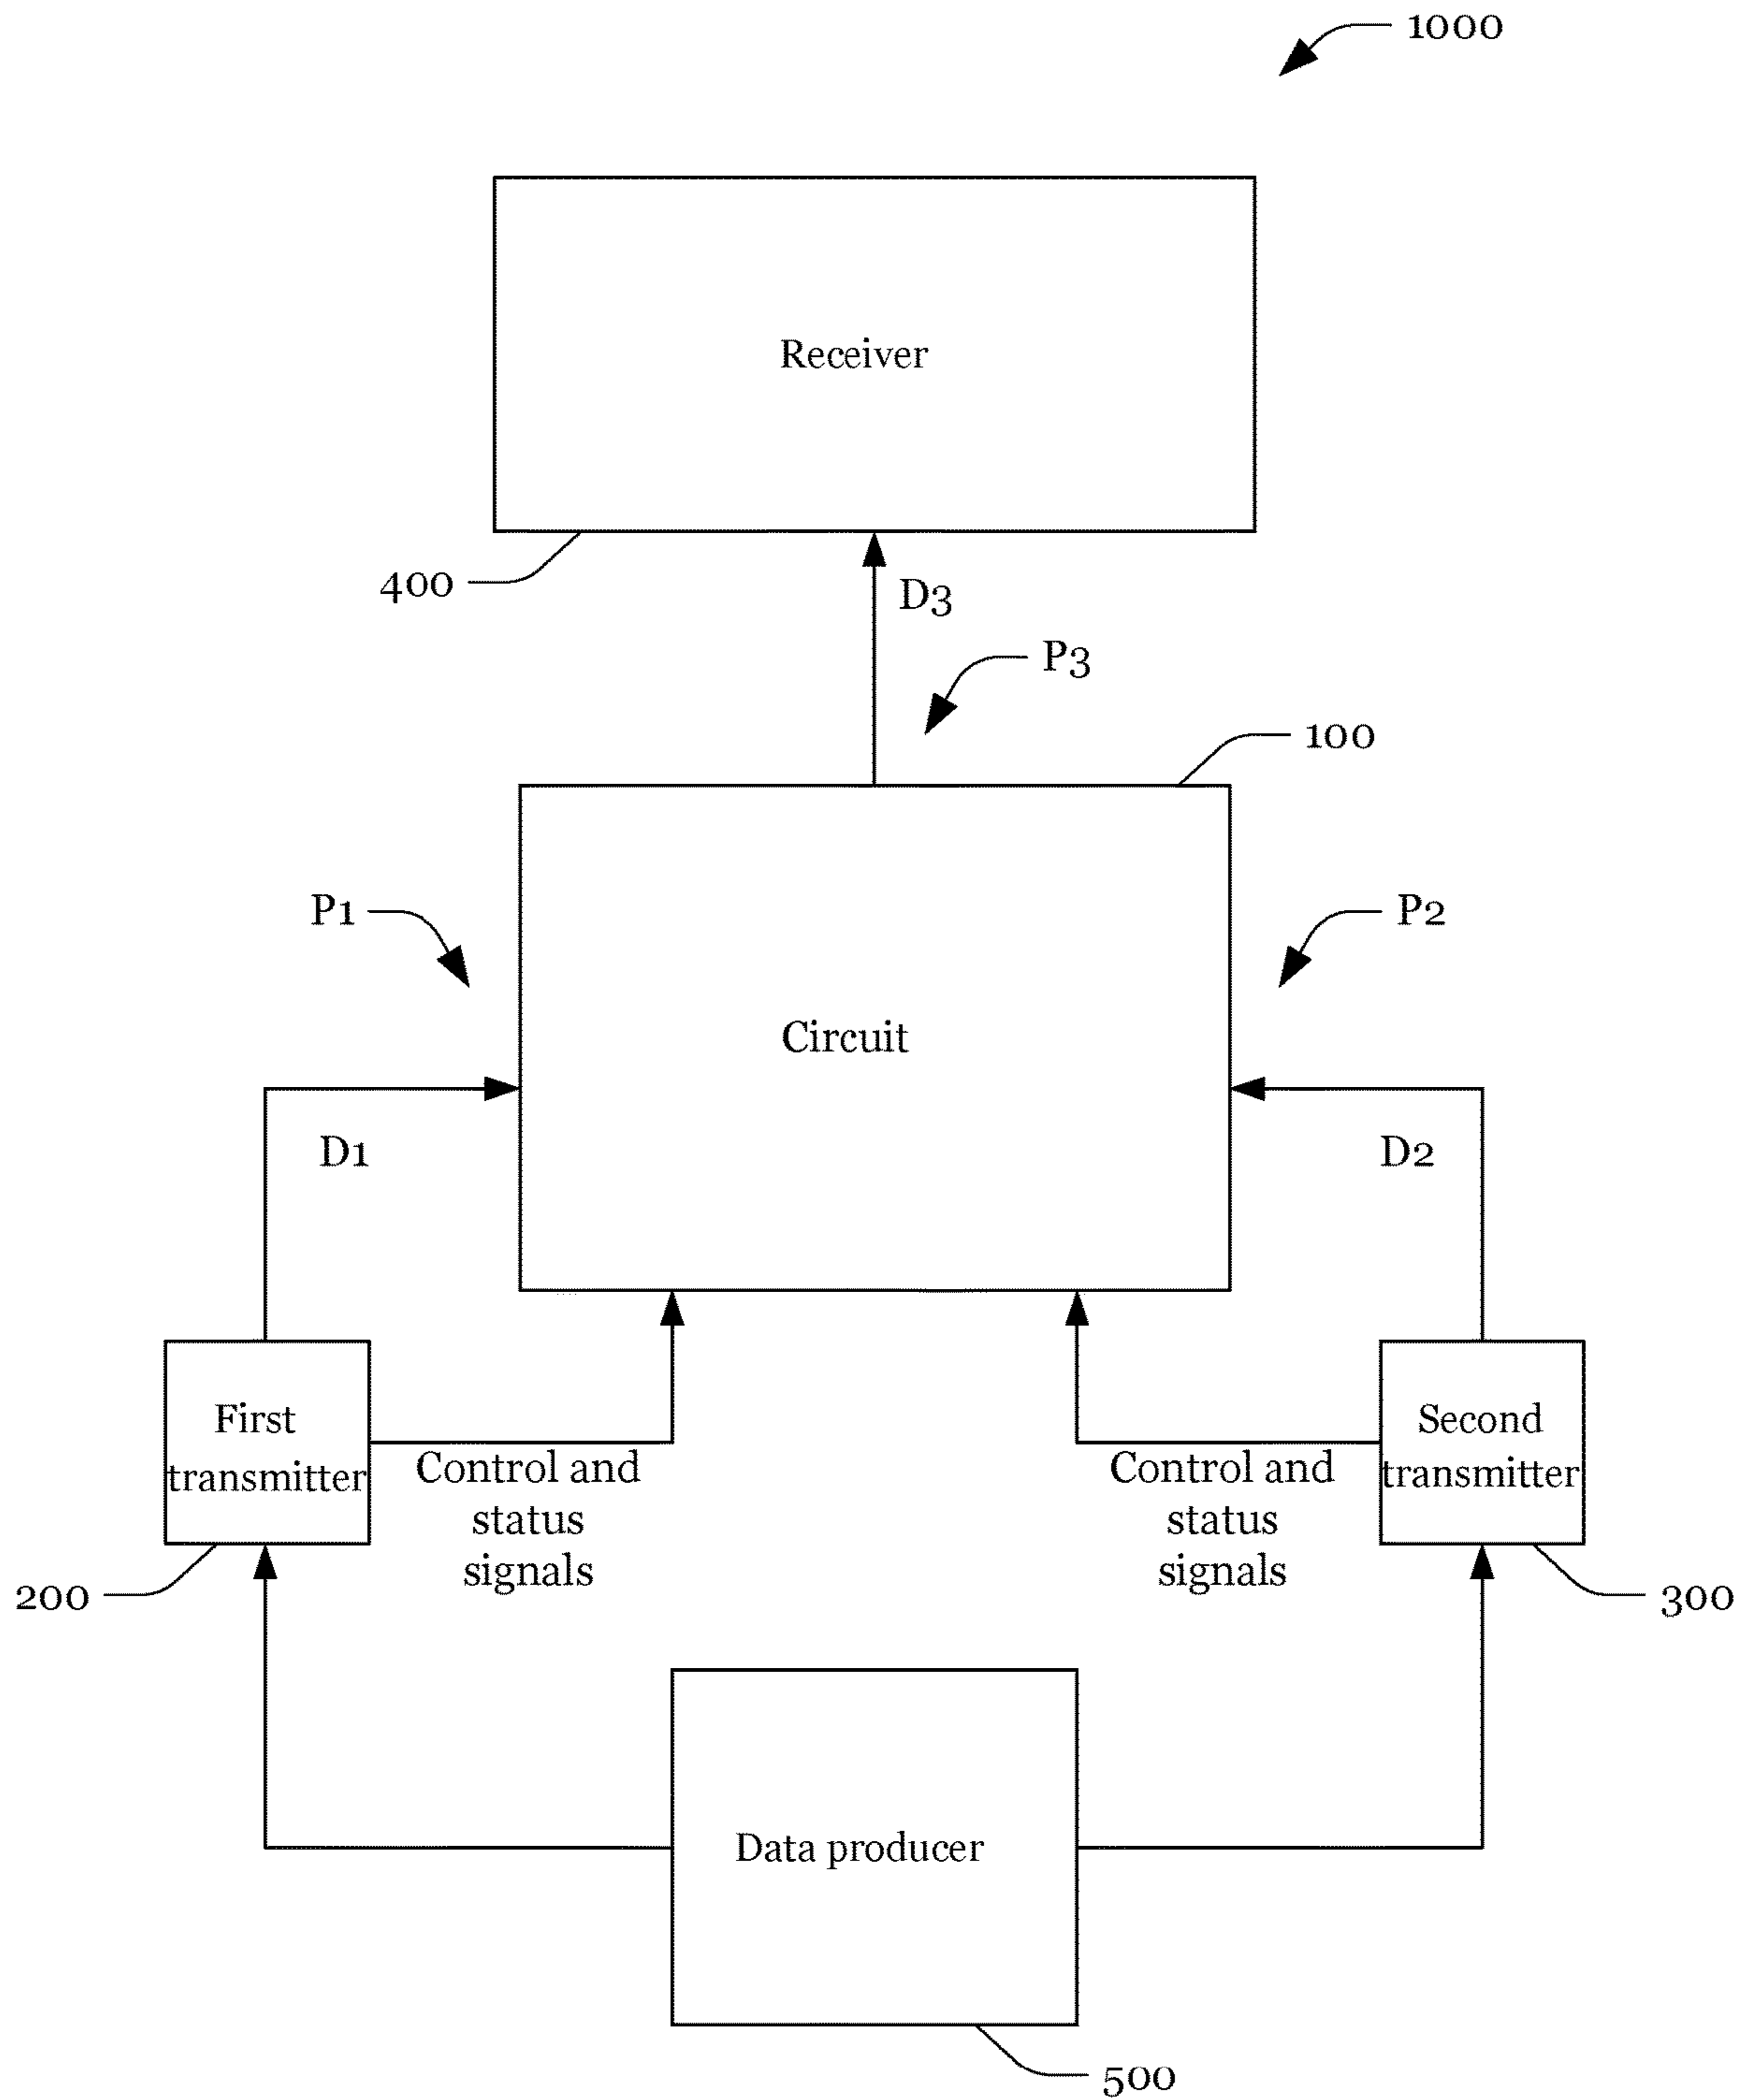 1000
Receiver
400
D3
P3
100
P1
P2
Circuit
D1
D2
First
transmitter
Control and
status
signals
Control and
status
signals
Second
transmitter
200
300
Data producer
500